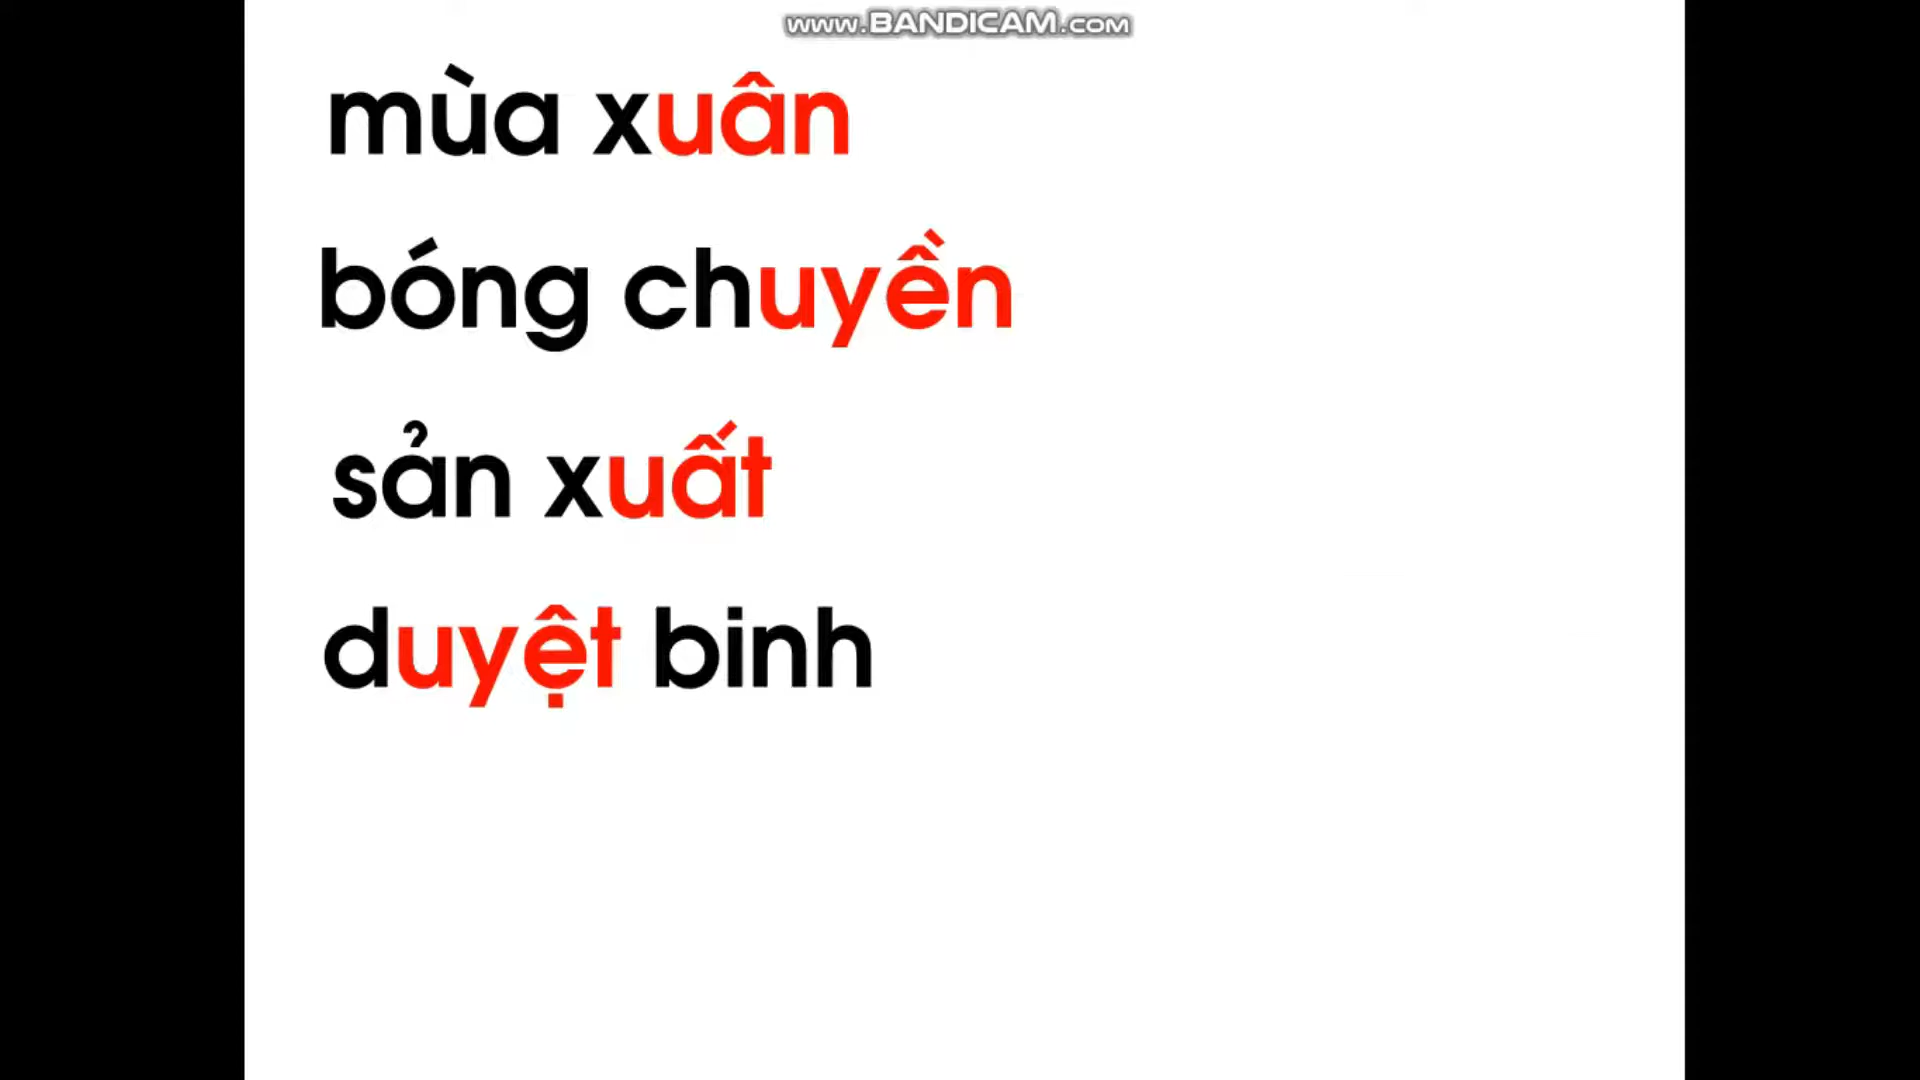 www.BANDICAM.com
mùa xuân
bóng chuyền
sản xuất
duyệt binh